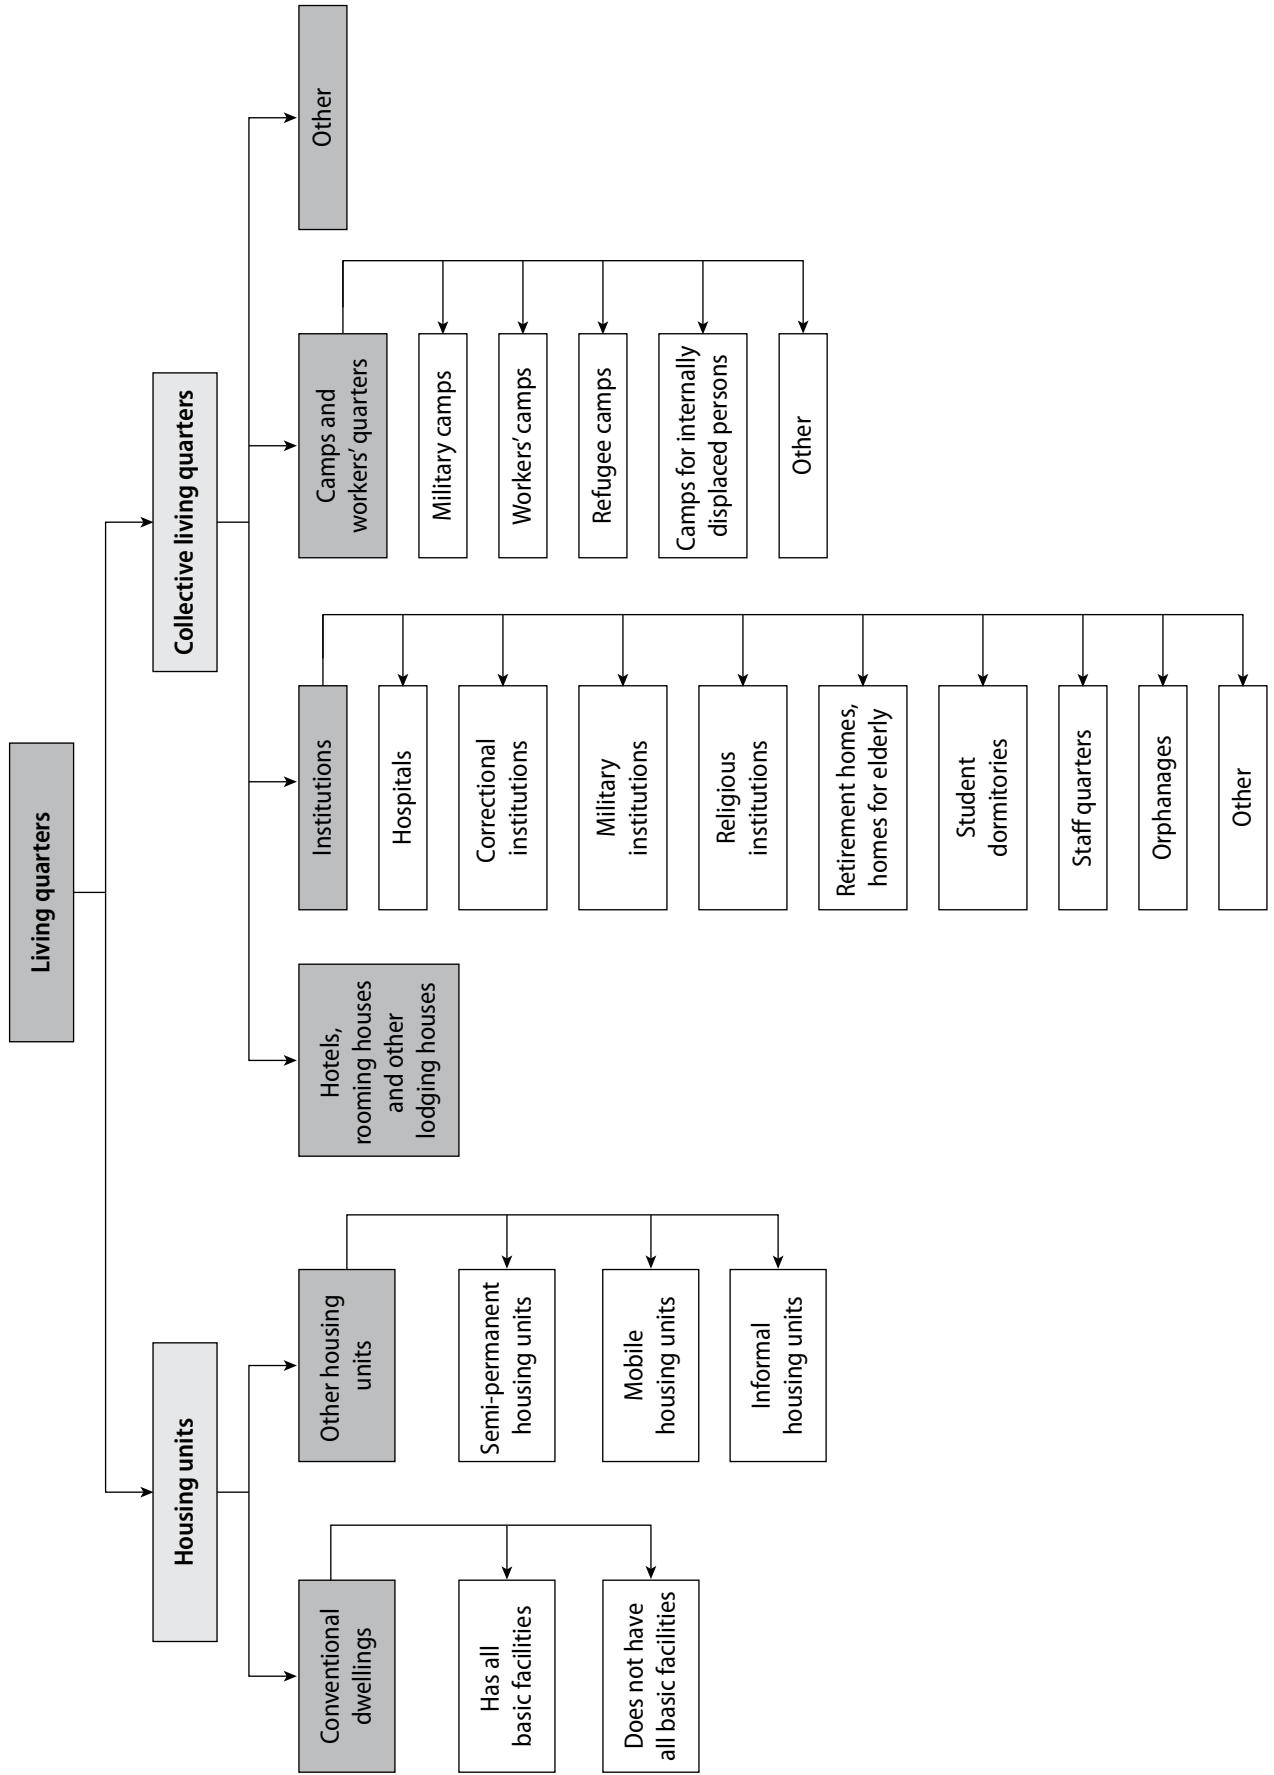 Living quarters
Housing units
Collective living quarters
Conventional
dwellings
Has all
basic facilities
Does not have
all basic facilities
Other housing
units
Semi-permanent
housing units
Mobile
housing units
Informal
housing units
Hotels,
rooming houses
and other
lodging houses
Institutions
Hospitals
Correctional
institutions
Military
institutions
Religious
institutions
Retirement homes,
homes for elderly
Student
dormitories
Staff quarters
Orphanages
Other
Camps and
workers’ quarters
Military camps
Workers’ camps
Refugee camps
Camps for internally
displaced persons
Other
Other